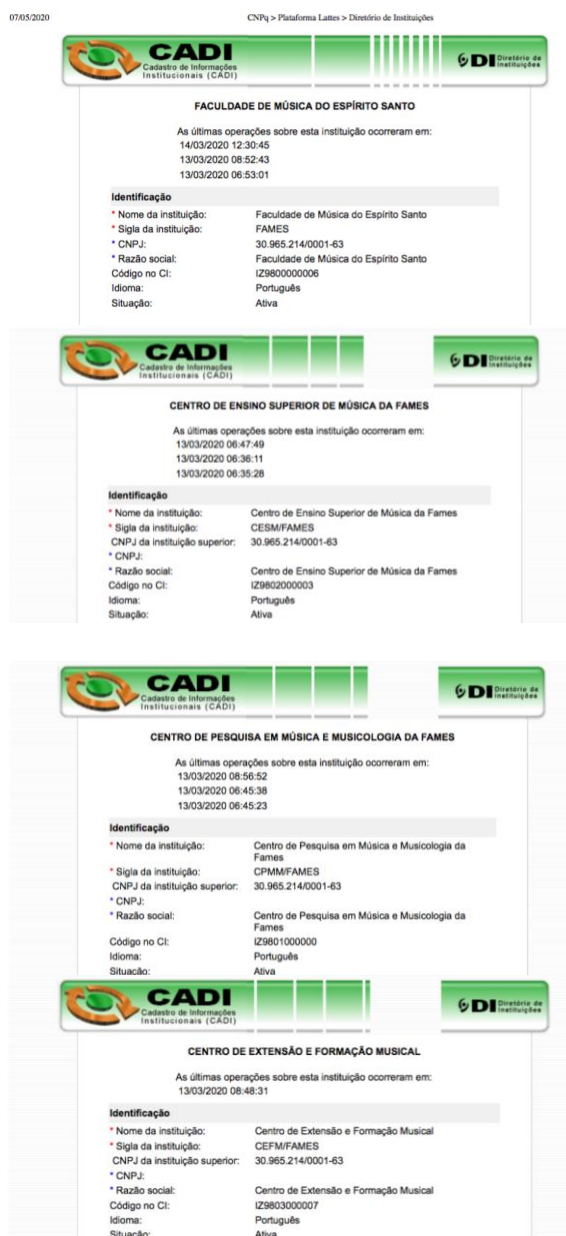 07/05/2020 CNPq > Plataforma Lattes > Diretório de Instituições
CADI
Cadastro de Informações
Institucionais (CADI)
DI Diretório de
Instituições
FACULDADE DE MÚSICA DO ESPÍRITO SANTO
As últimas operações sobre esta instituição ocorreram em:
14/03/2020 12:30:45
13/03/2020 08:52:43
13/03/2020 06:53:01
Identificação
* Nome da instituição: Faculdade de Música do Espírito Santo
* Sigla da instituição: FAMES
* CNPJ: 30.965.214/0001-63
* Razão social: Faculdade de Música do Espírito Santo
Código no CI: IZ9800000006
Idioma: Português
Situação: Ativa
CADI
Cadastro de Informações
Institucionais (CADI)
DI Diretório de
Instituições
CENTRO DE ENSINO SUPERIOR DE MÚSICA DA FAMES
As últimas operações sobre esta instituição ocorreram em:
13/03/2020 06:47:49
13/03/2020 06:36:11
13/03/2020 06:35:28
Identificação
* Nome da instituição: Centro de Ensino Superior de Música da Fames
* Sigla da instituição: CESM/FAMES
CNPJ da instituição superior: 30.965.214/0001-63
* CNPJ:
* Razão social: Centro de Ensino Superior de Música da Fames
Código no CI: IZ9802000003
Idioma: Português
Situação: Ativa
CADI
Cadastro de Informações
Institucionais (CADI)
DI Diretório de
Instituições
CENTRO DE PESQUISA EM MÚSICA E MUSICOLOGIA DA FAMES
As últimas operações sobre esta instituição ocorreram em:
13/03/2020 08:56:52
13/03/2020 06:45:38
13/03/2020 06:45:23
Identificação
* Nome da instituição: Centro de Pesquisa em Música e Musicologia da
Fames
* Sigla da instituição: CPMM/FAMES
CNPJ da instituição superior: 30.965.214/0001-63
* CNPJ:
* Razão social: Centro de Pesquisa em Música e Musicologia da
Fames
Código no CI: IZ9801000000
Idioma: Português
Situação: Ativa
CADI
Cadastro de Informações
Institucionais (CADI)
DI Diretório de
Instituições
CENTRO DE EXTENSÃO E FORMAÇÃO MUSICAL
As últimas operações sobre esta instituição ocorreram em:
13/03/2020 08:48:31
Identificação
* Nome da instituição: Centro de Extensão e Formação Musical
* Sigla da instituição: CEFM/FAMES
CNPJ da instituição superior: 30.965.214/0001-63
* CNPJ:
* Razão social: Centro de Extensão e Formação Musical
Código no CI: IZ9803000007
Idioma: Português
Situação: Ativa